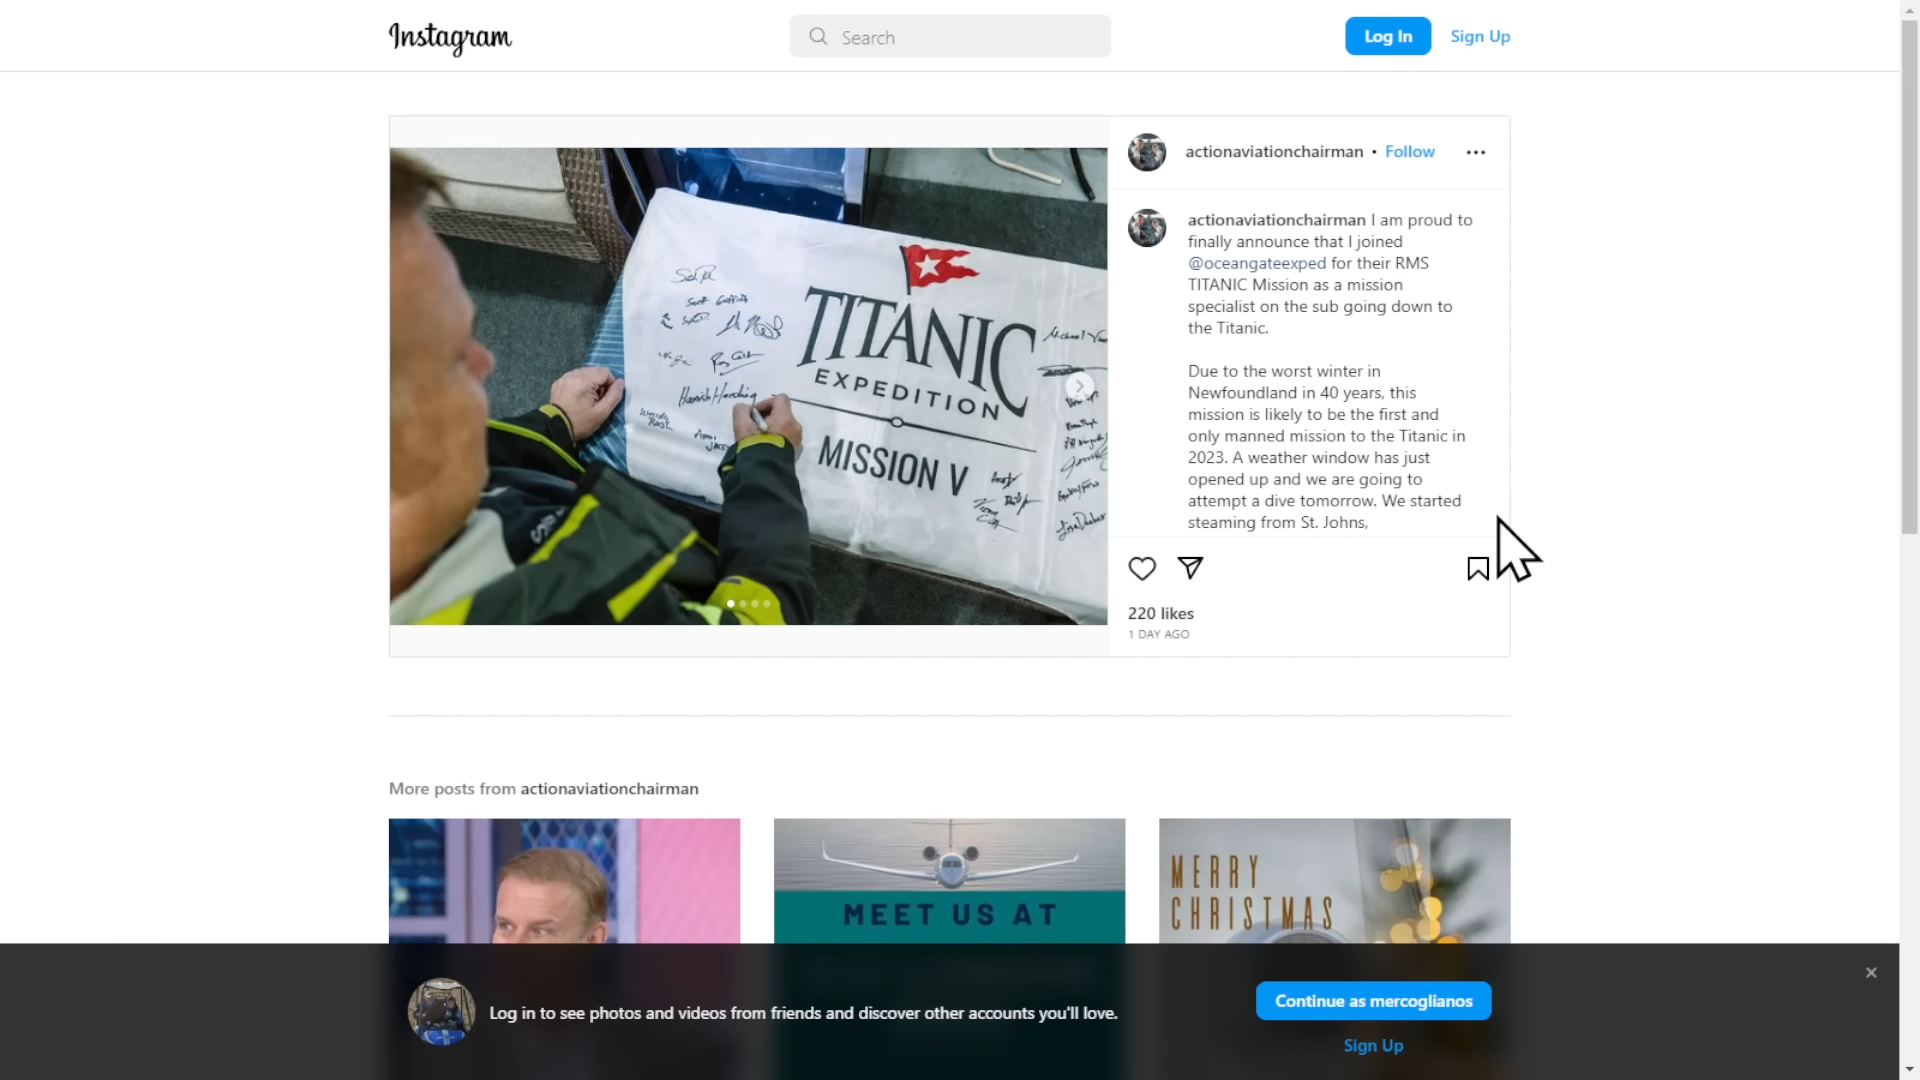 Instagram
Search
Log In
Sign Up
actionaviationchairman • Follow
actionaviationchairman I am proud to
finally announce that I joined
@oceangateexped for their RMS
TITANIC Mission as a mission
specialist on the sub going down to
the Titanic.
Due to the worst winter in
Newfoundland in 40 years, this
mission is likely to be the first and
only manned mission to the Titanic in
2023. A weather window has just
opened up and we are going to
attempt a dive tomorrow. We started
steaming from St. Johns,
TITANIC
EXPEDITION
MISSION V
Hamish Harding
220 likes
1 DAY AGO
More posts from actionaviationchairman
MEET US AT
MERRY
CHRISTMAS
Log in to see photos and videos from friends and discover other accounts you'll love.
Continue as mercoglianos
Sign Up